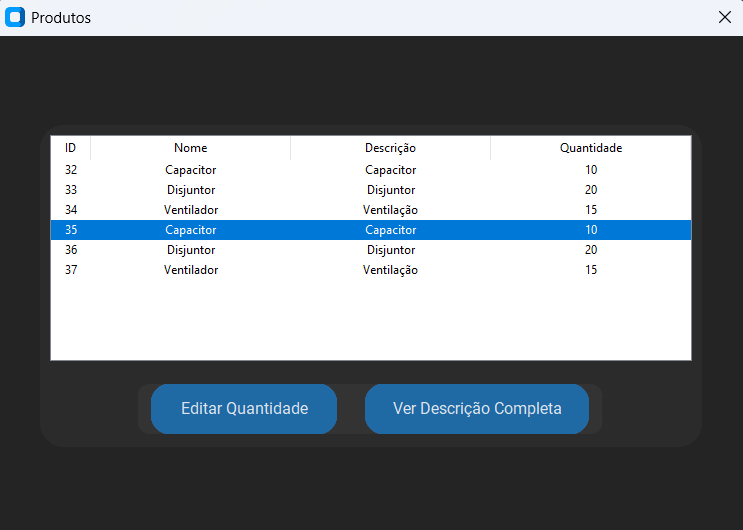 Produtos
ID Nome Descrição Quantidade
32 Capacitor Capacitor 10
33 Disjuntor Disjuntor 20
34 Ventilador Ventilação 15
35 Capacitor Capacitor 10
36 Disjuntor Disjuntor 20
37 Ventilador Ventilação 15
Editar Quantidade Ver Descrição Completa